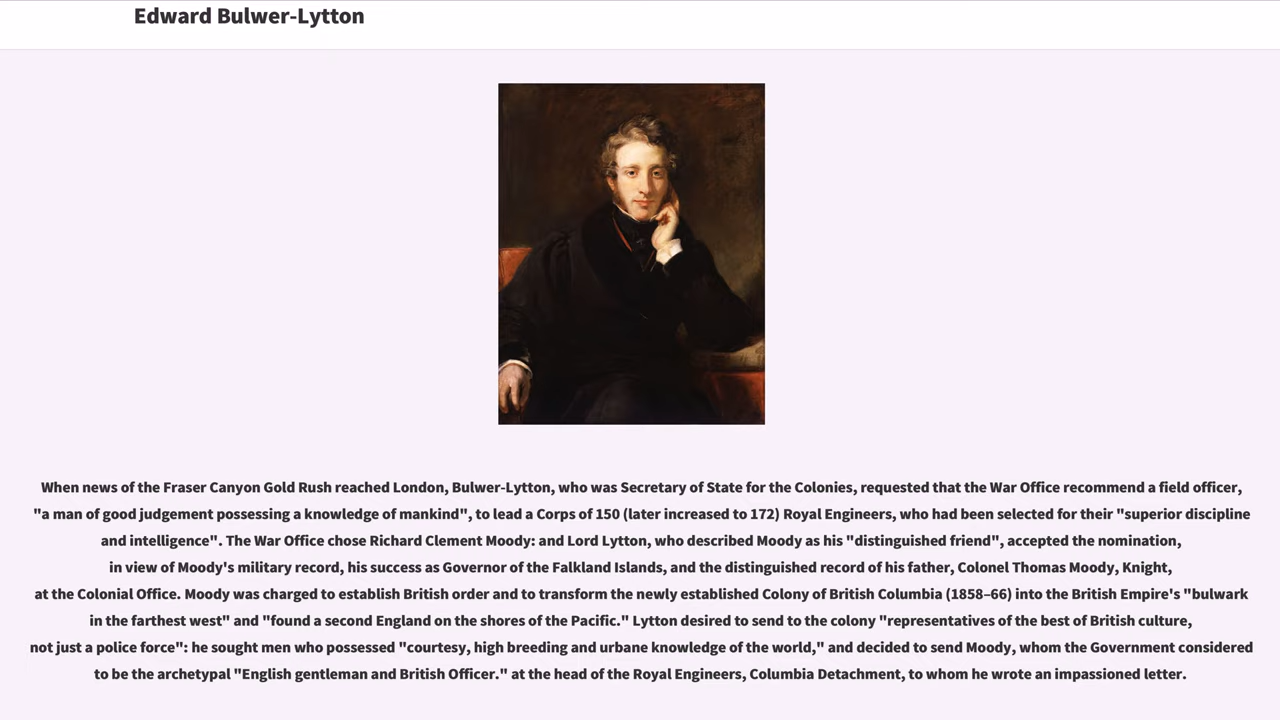 Edward Bulwer-Lytton
When news of the Fraser Canyon Gold Rush reached London, Bulwer-Lytton, who was Secretary of State for the Colonies, requested that the War Office recommend a field officer,
"a man of good judgement possessing a knowledge of mankind", to lead a Corps of 150 (later increased to 172) Royal Engineers, who had been selected for their "superior discipline
and intelligence". The War Office chose Richard Clement Moody: and Lord Lytton, who described Moody as his "distinguished friend", accepted the nomination,
in view of Moody's military record, his success as Governor of the Falkland Islands, and the distinguished record of his father, Colonel Thomas Moody, Knight,
at the Colonial Office. Moody was charged to establish British order and to transform the newly established Colony of British Columbia (1858–66) into the British Empire's "bulwark
in the farthest west" and "found a second England on the shores of the Pacific." Lytton desired to send to the colony "representatives of the best of British culture,
not just a police force": he sought men who possessed "courtesy, high breeding and urbane knowledge of the world," and decided to send Moody, whom the Government considered
to be the archetypal "English gentleman and British Officer." at the head of the Royal Engineers, Columbia Detachment, to whom he wrote an impassioned letter.